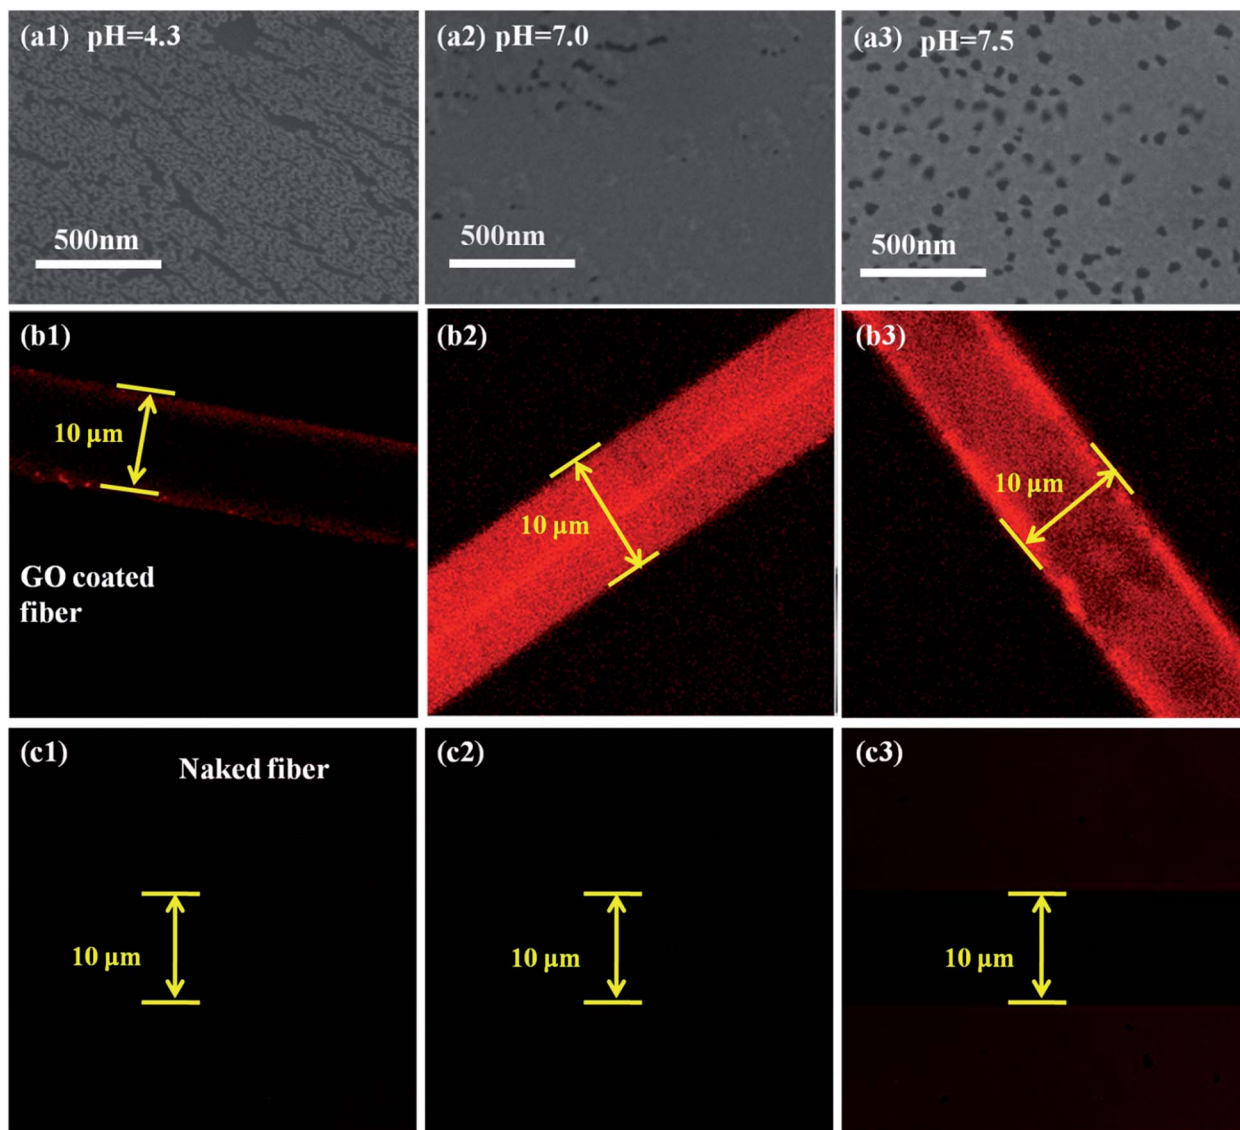 (a1) pH=4.3
500nm
(a2) pH=7.0
500nm
(a3) pH=7.5
500nm
(b1)
10 µm
GO coated
fiber
(b2)
10 µm
(b3)
10 µm
(c1)
Naked fiber
10 µm
(c2)
10 µm
(c3)
10 µm